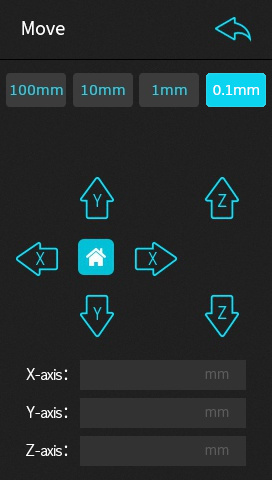 Move
100mm 10mm 1mm 0.1mm
Y Z
X X
Y Z
X-axis: mm
Y-axis: mm
Z-axis: mm